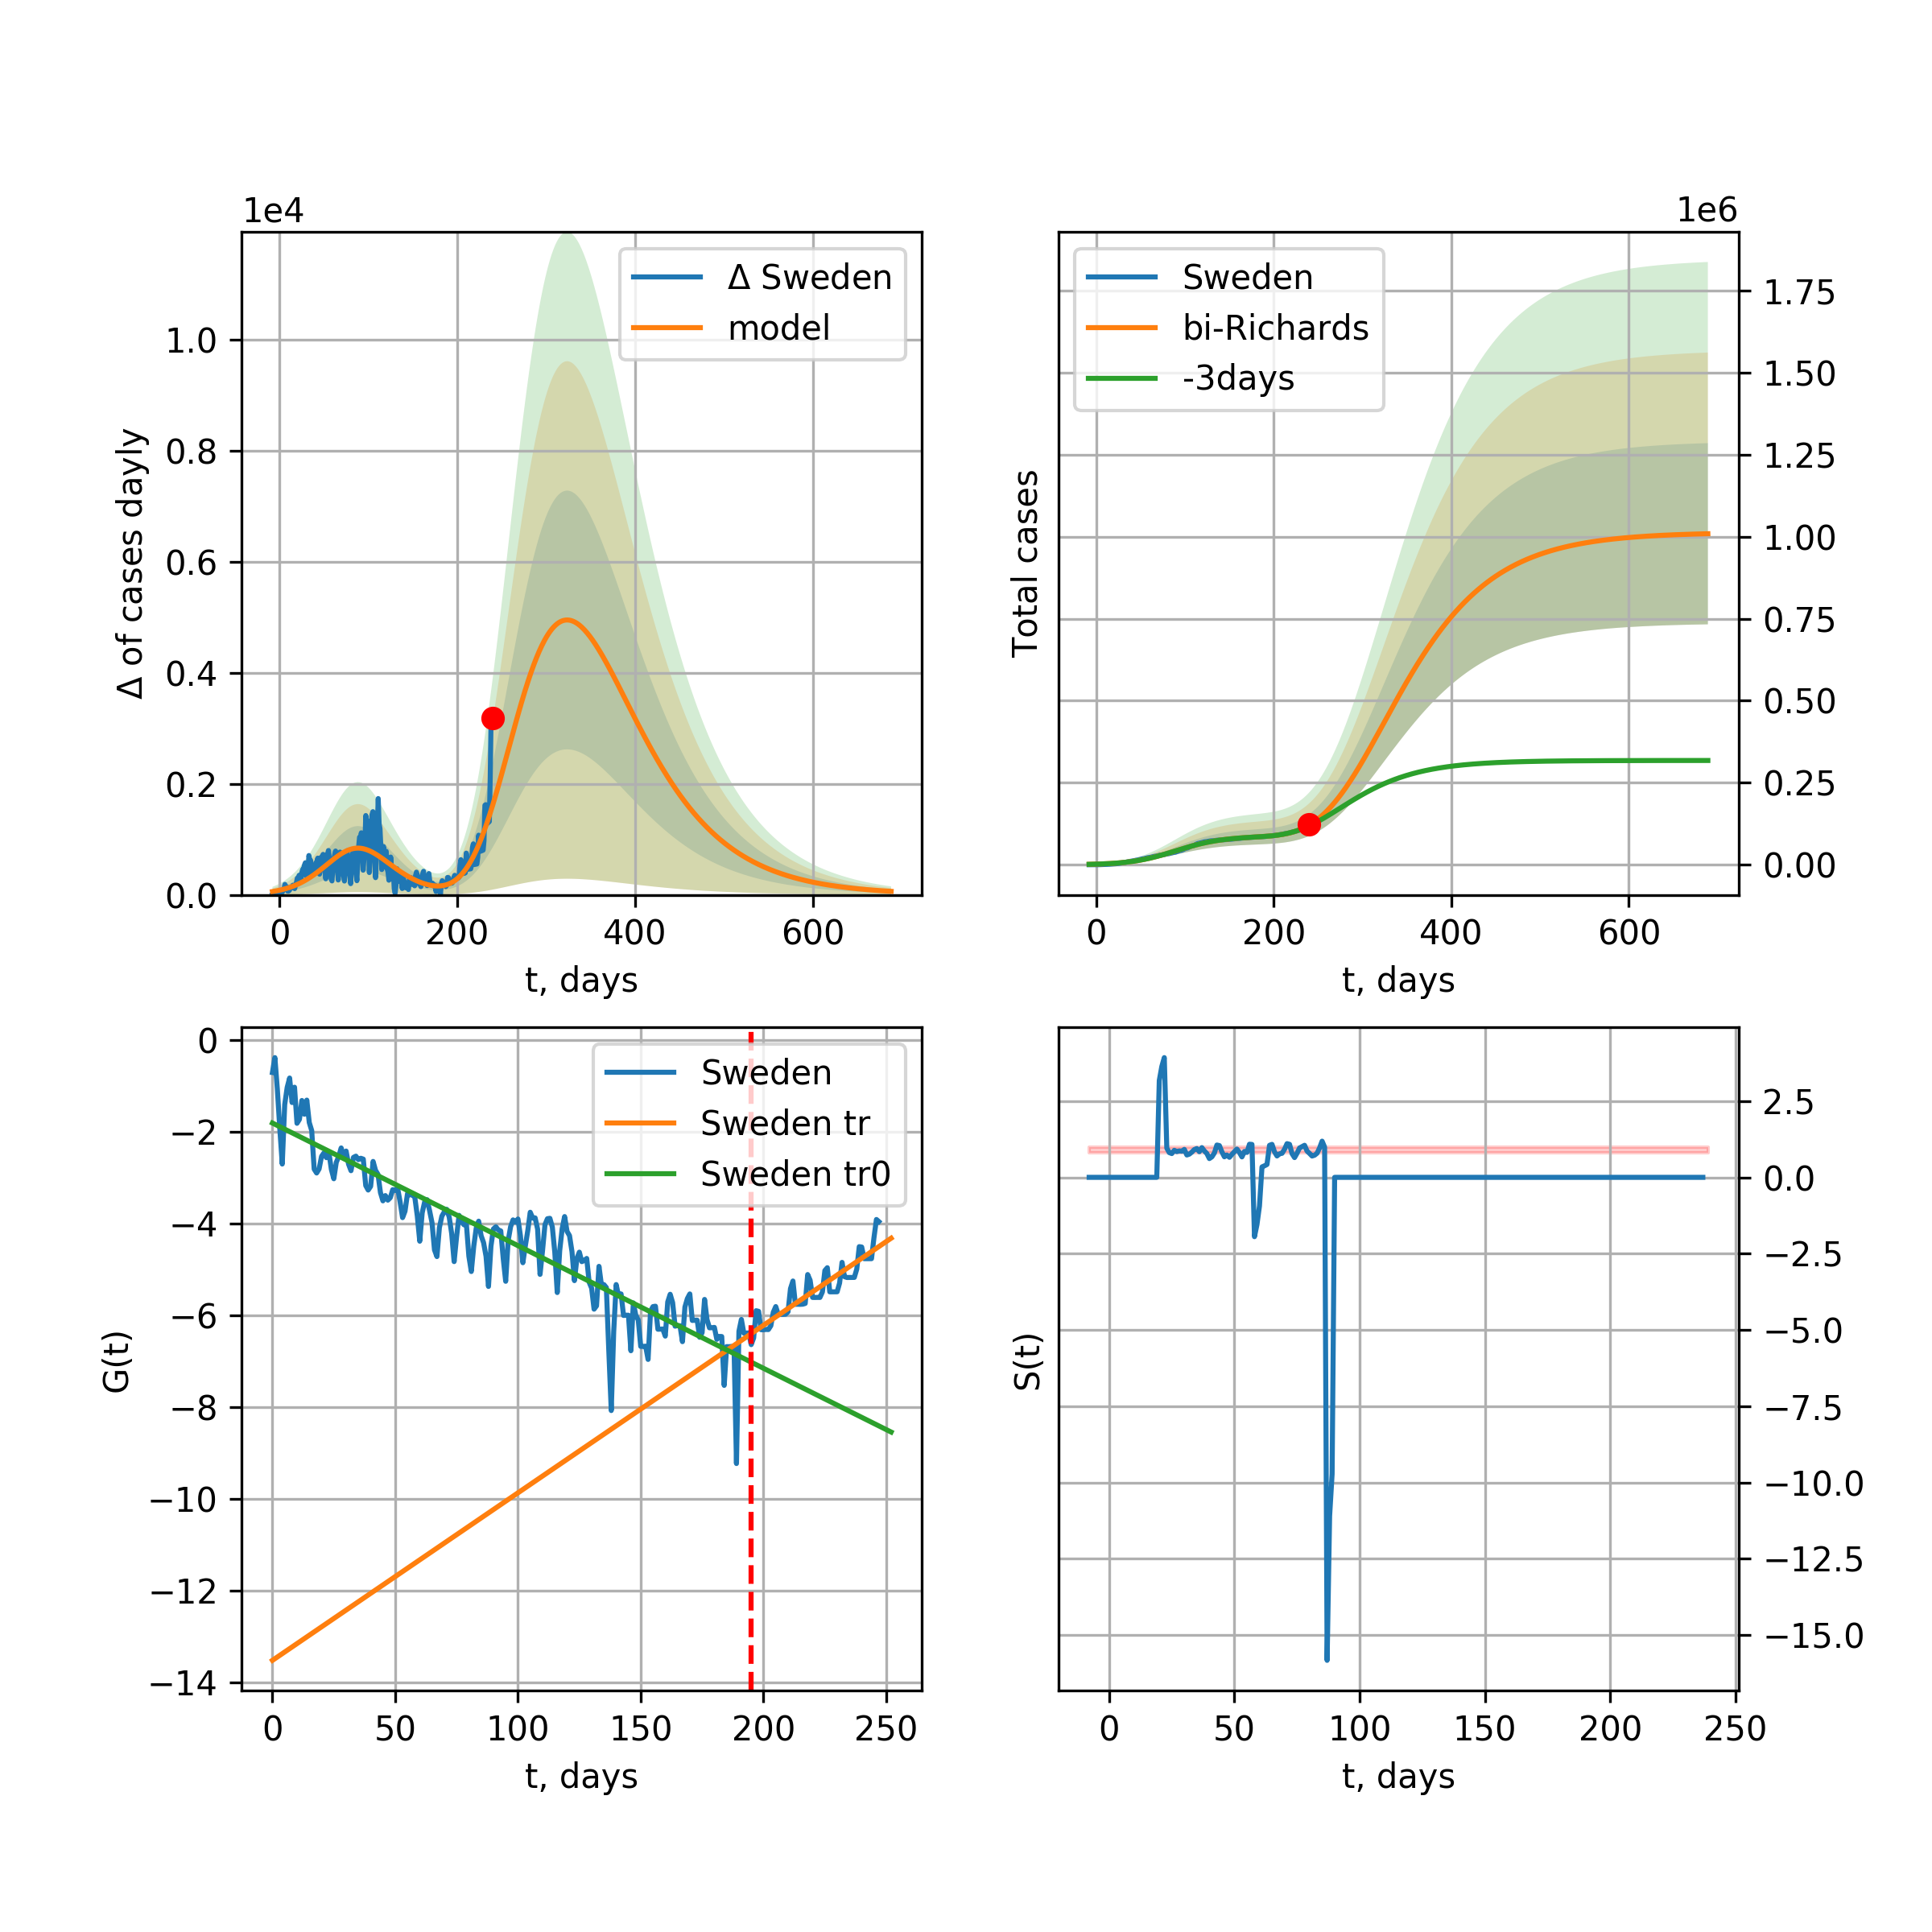 1e4
Δ Sweden
model
1.0
0.8
0.6
0.4
0.2
0.0
Δ of cases dayly
0 200 400 600
t, days
1e6
Sweden
bi-Richards
-3days
1.75
1.50
1.25
1.00
0.75
0.50
0.25
0.00
Total cases
0 200 400 600
t, days
Sweden
Sweden tr
Sweden tr0
0
−2
−4
−6
−8
−10
−12
−14
G(t)
0 50 100 150 200 250
t, days
2.5
0.0
−2.5
−5.0
−7.5
−10.0
−12.5
−15.0
S(t)
0 50 100 150 200 250
t, days